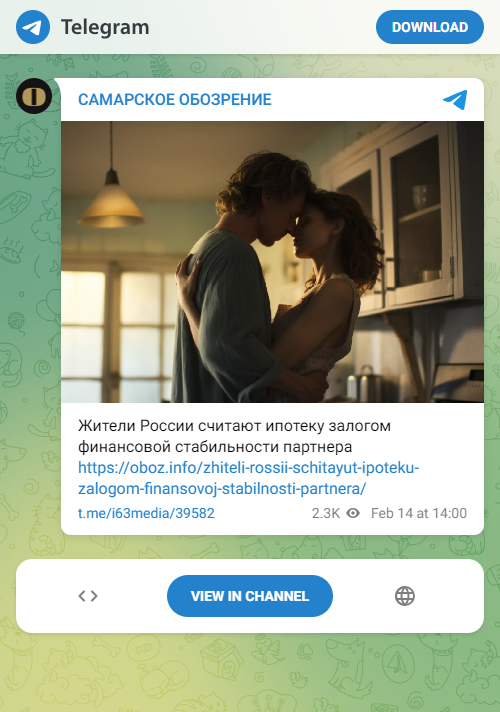 Telegram
DOWNLOAD
САМАРСКОЕ ОБОЗРЕНИЕ
Жители России считают ипотеку залогом
финансовой стабильности партнера
https://oboz.info/zhiteli-rossii-schitayut-ipoteku-
zalogom-finansovoj-stabilnosti-partnera/
t.me/i63media/39582 2.3K Feb 14 at 14:00
VIEW IN CHANNEL